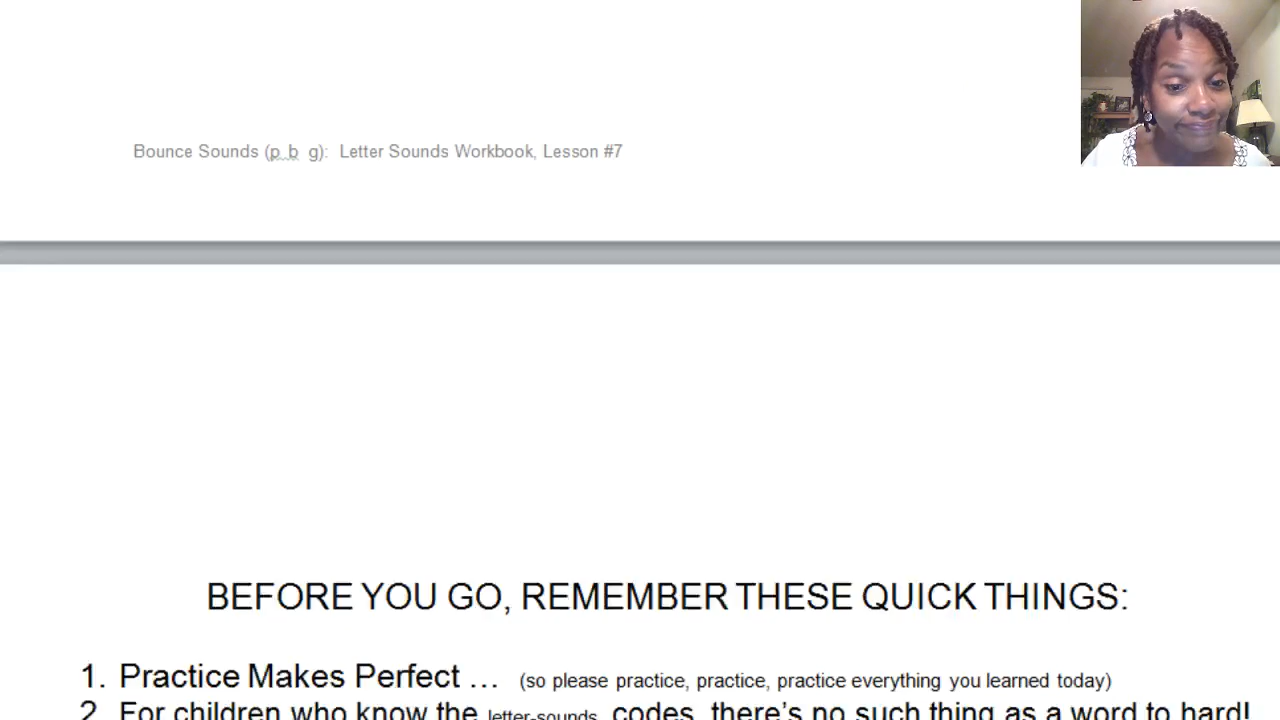 Bounce Sounds (p b g): Letter Sounds Workbook, Lesson #7
BEFORE YOU GO, REMEMBER THESE QUICK THINGS:
1. Practice Makes Perfect … (so please practice, practice, practice everything you learned today)
2. For children who know the letter-sounds codes, there's no such thing as a word to hard!